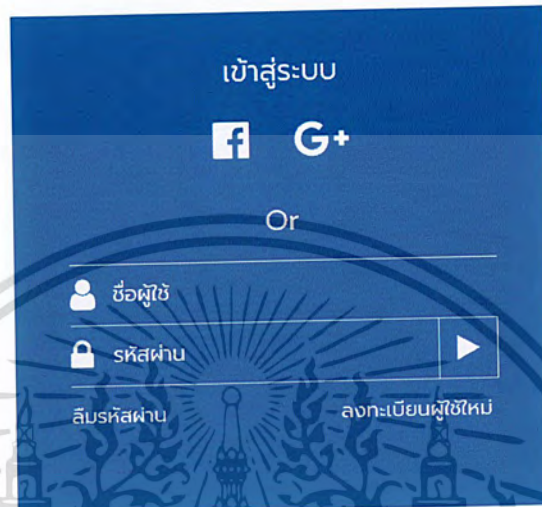 เข้าสู่ระบบ
G+
Or
ชื่อผู้ใช้
รหัสผ่าน
ลืมรหัสผ่าน ลงทะเบียนผู้ใช้ใหม่